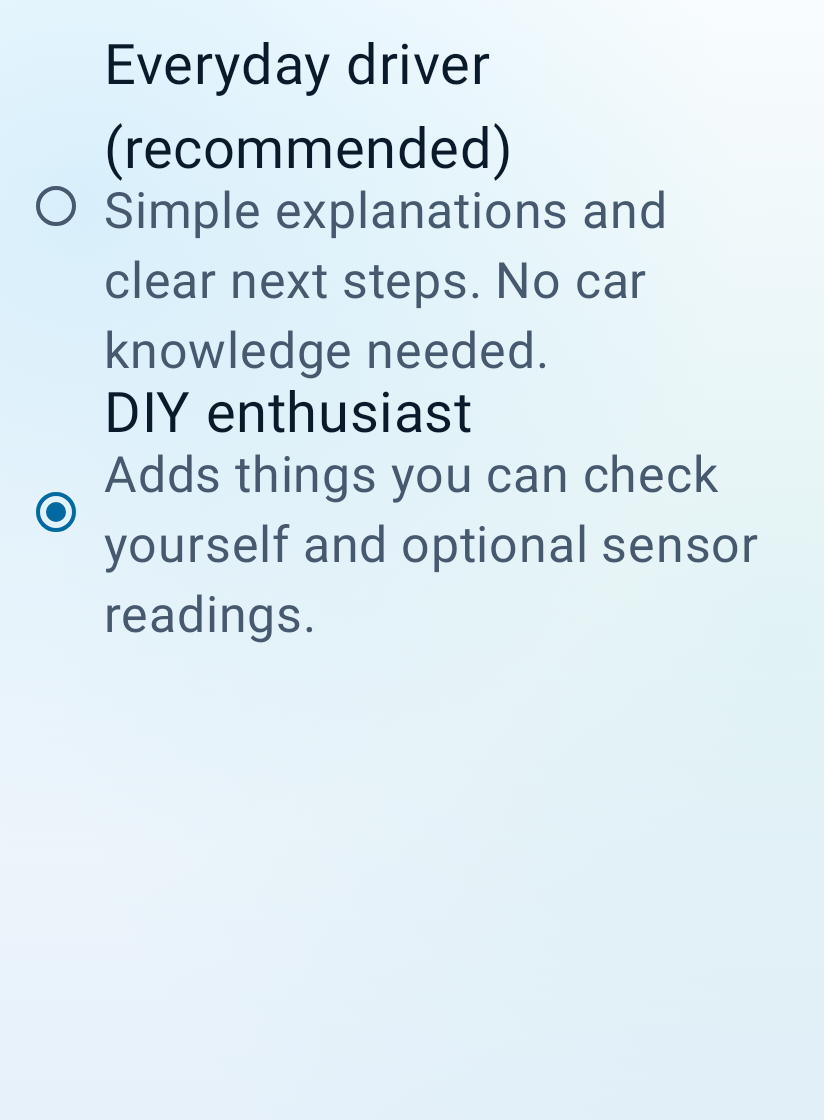 Everyday driver
(recommended)
Simple explanations and
clear next steps. No car
knowledge needed.
DIY enthusiast
Adds things you can check
yourself and optional sensor
readings.